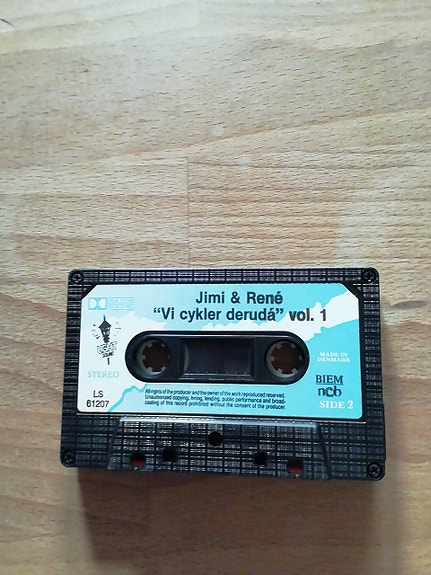 Jimi & René
"Vi cykler derudá" vol. 1
STEREO
LS
61207
All rights of the producer and the owner of the work reproduced reserved.
Unauthorized copying, hiring, lending, public performance and broad-
casting of this record prohibited without the consent of the producer.
MADE IN
DENMARK
BIEM
ncb
SIDE 2